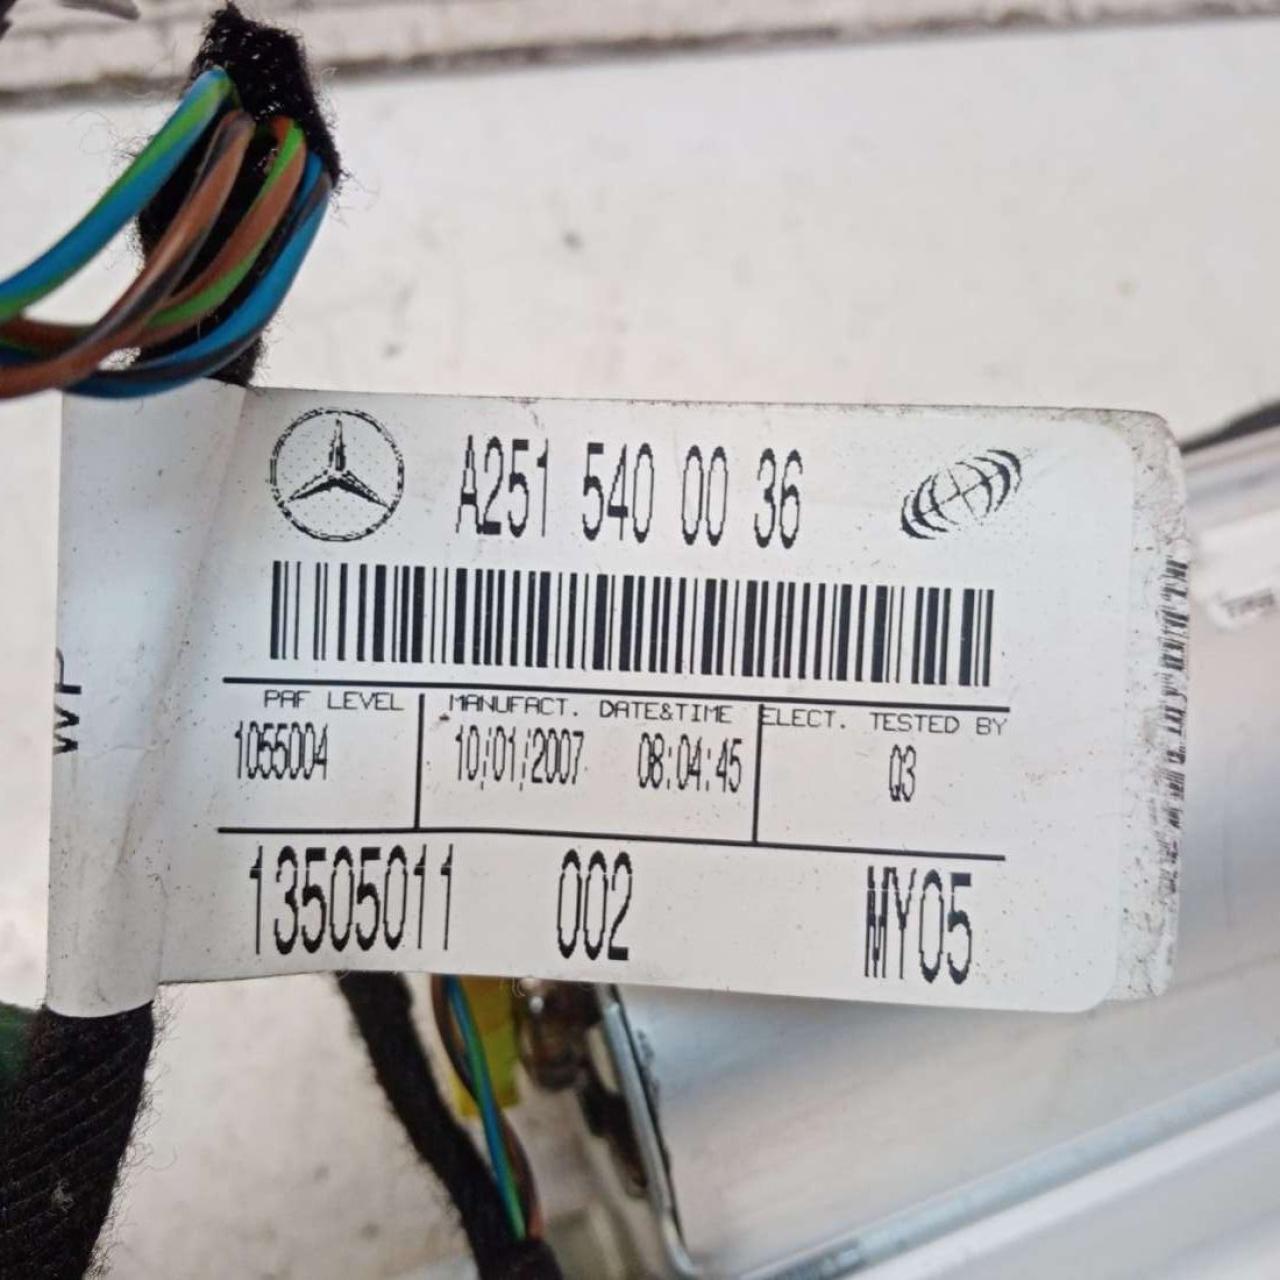 A251 540 00 36
PAF LEVEL MANUFACT. DATE&TIME ELECT. TESTED BY
1055004 10/01/2007 08:04:45 Q3
13505011 002 MY05
WP